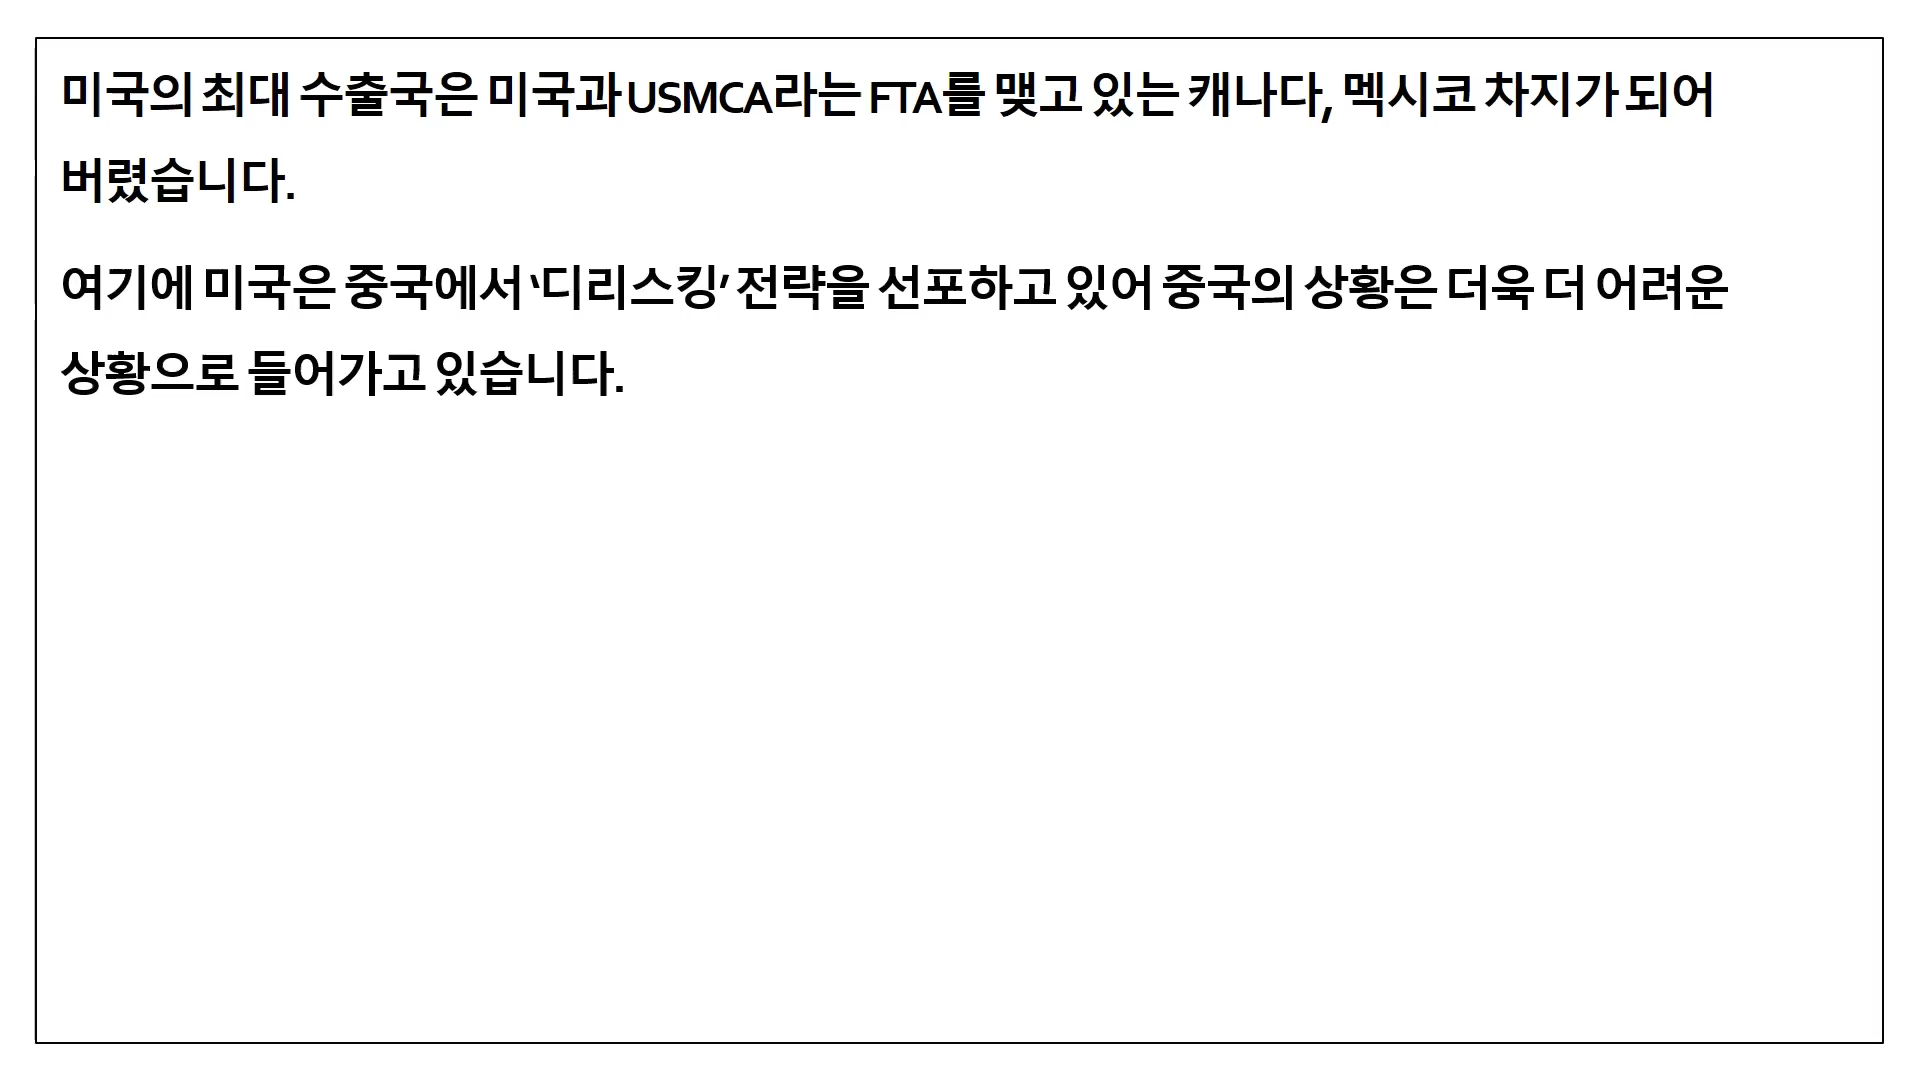 미국의 최대 수출국은 미국과 USMCA라는 FTA를 맺고 있는 캐나다, 멕시코 차지가 되어
버렸습니다.
여기에 미국은 중국에서 ‘디리스킹’ 전략을 선포하고 있어 중국의 상황은 더욱 더 어려운
상황으로 들어가고 있습니다.